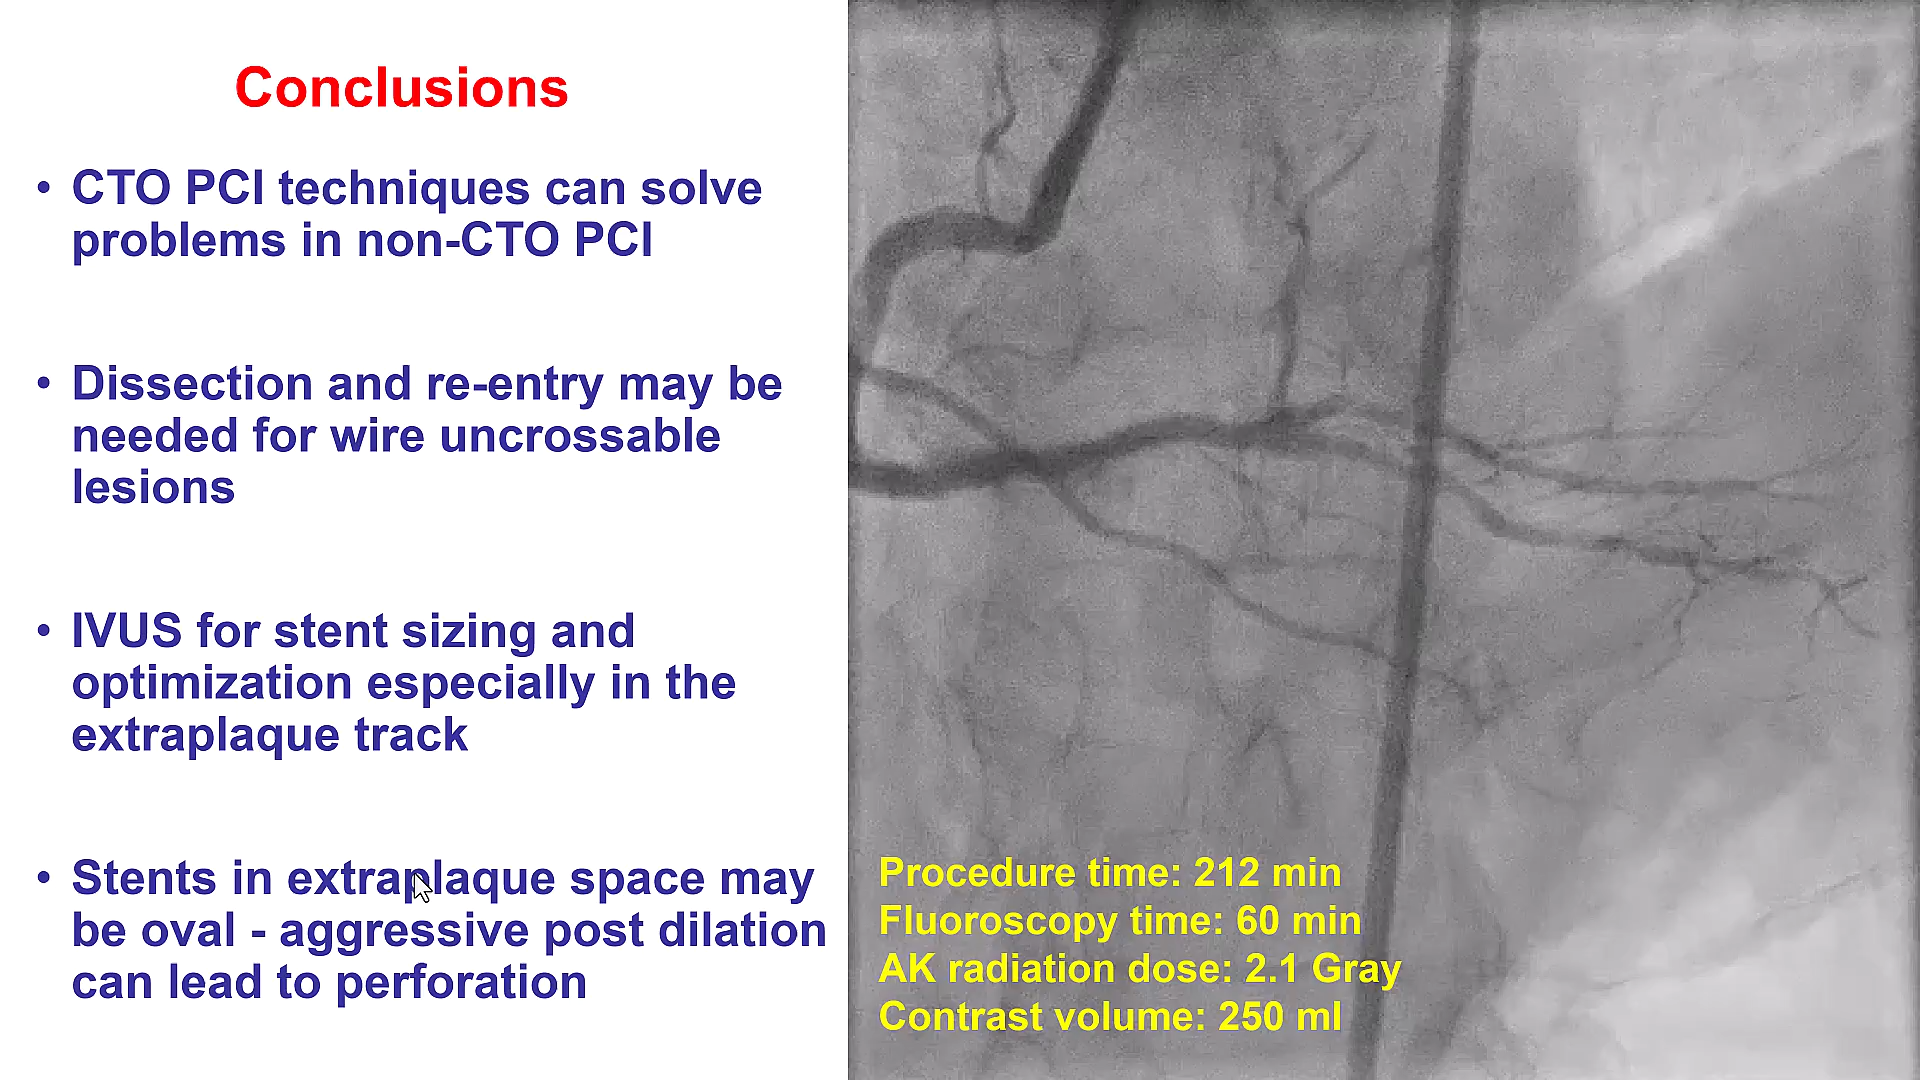 Conclusions
• CTO PCI techniques can solve
problems in non-CTO PCI
• Dissection and re-entry may be
needed for wire uncrossable
lesions
• IVUS for stent sizing and
optimization especially in the
extraplaque track
• Stents in extraplaque space may
be oval - aggressive post dilation
can lead to perforation
Procedure time: 212 min
Fluoroscopy time: 60 min
AK radiation dose: 2.1 Gray
Contrast volume: 250 ml